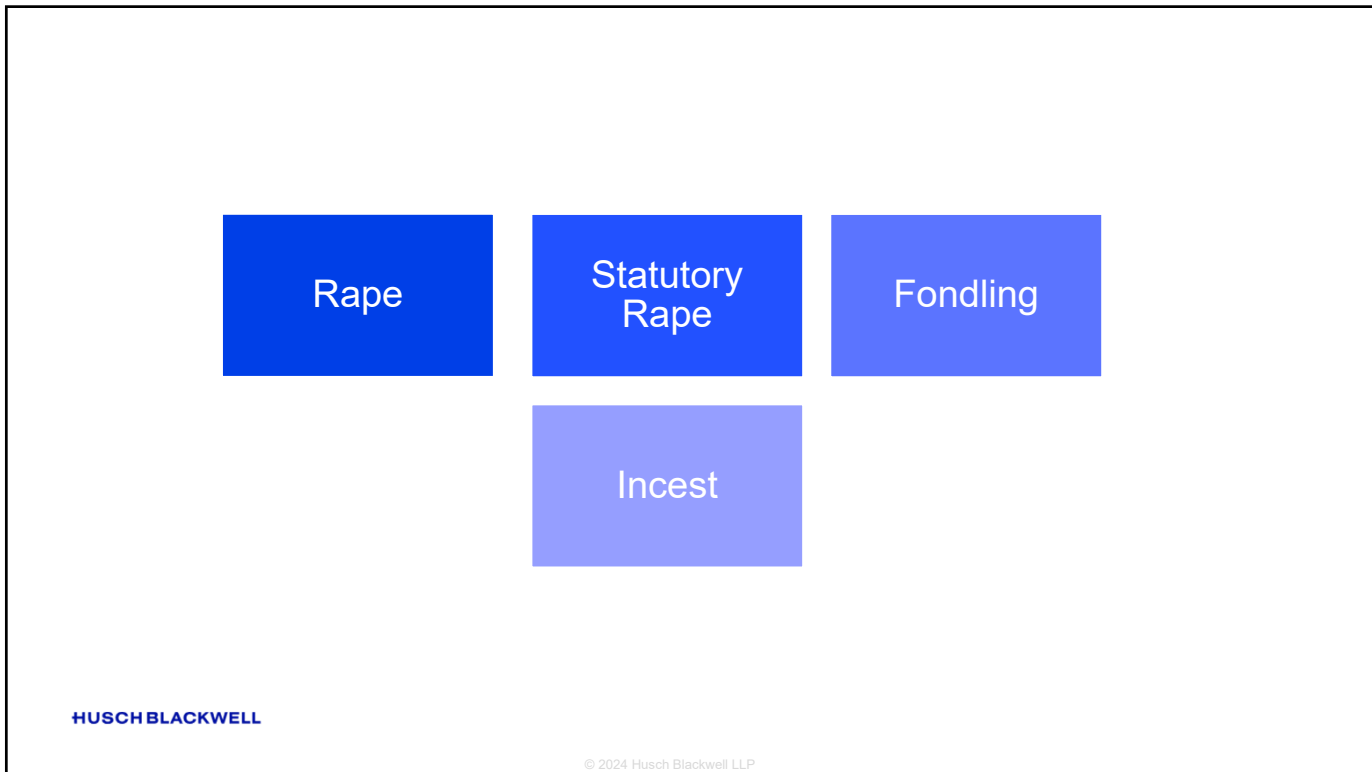 Rape
Statutory
Rape
Fondling
Incest
HUSCH BLACKWELL
© 2024 Husch Blackwell LLP